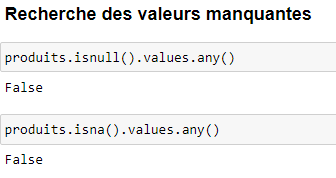 Recherche des valeurs manquantes
produits.isnull().values.any()
False
produits.isna().values.any()
False